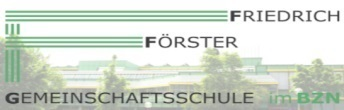 FRIEDRICH
FÖRSTER
GEMEINSCHAFTSSCHULE im BZN